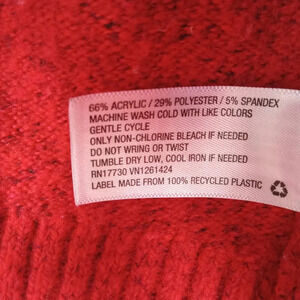 66% ACRYLIC / 29% POLYESTER / 5% SPANDEX
MACHINE WASH COLD WITH LIKE COLORS
GENTLE CYCLE
ONLY NON-CHLORINE BLEACH IF NEEDED
DO NOT WRING OR TWIST
TUMBLE DRY LOW, COOL IRON IF NEEDED
RN17730 VN1261424
LABEL MADE FROM 100% RECYCLED PLASTIC